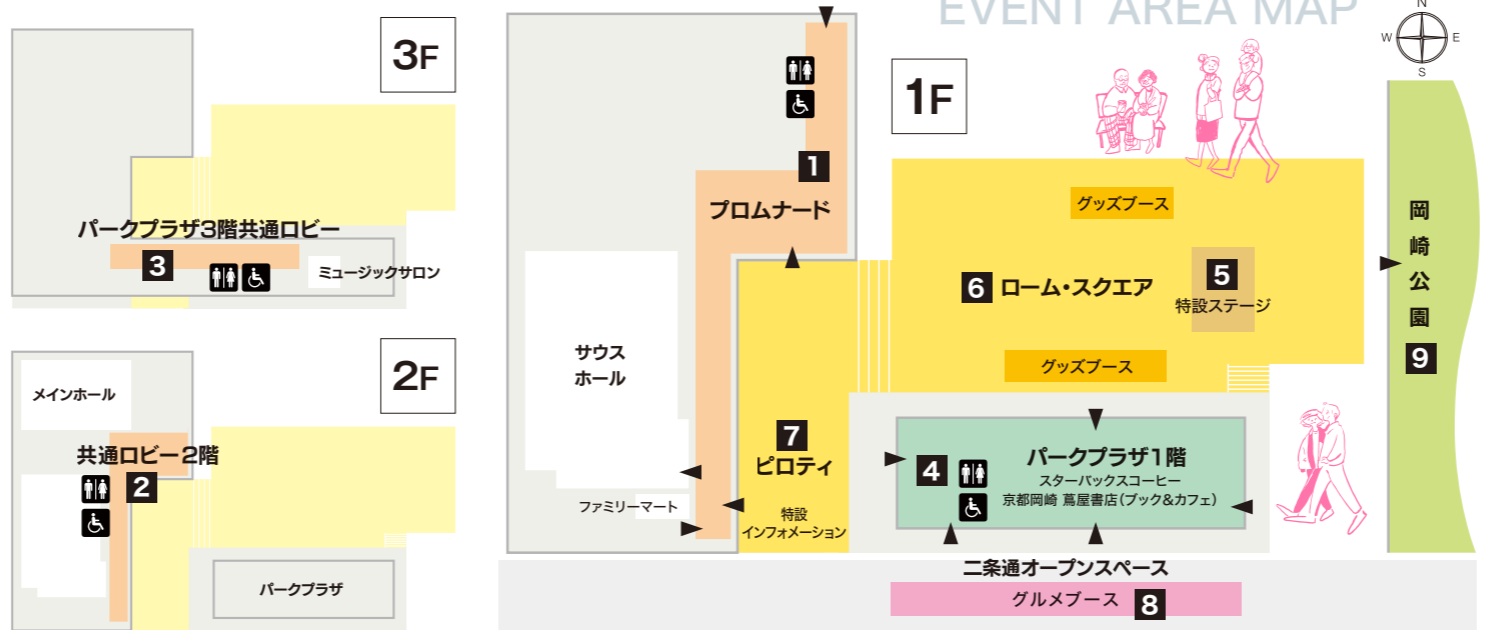 EVENT AREA MAP
N
W
E
S
3F
パークプラザ3階共通ロビー
3
ミュージックサロン
2F
メインホール
共通ロビー2階
2
パークプラザ
1F
1
プロムナード
サウス
ホール
ファミリーマート
7
ピロティ
特設
インフォメーション
グッズブース
6 ローム・スクエア
5
特設ステージ
グッズブース
4
パークプラザ1階
スターバックスコーヒー
京都岡崎 蔦屋書店(ブック&カフェ)
二条通オープンスペース
グルメブース 8
岡崎公園
9